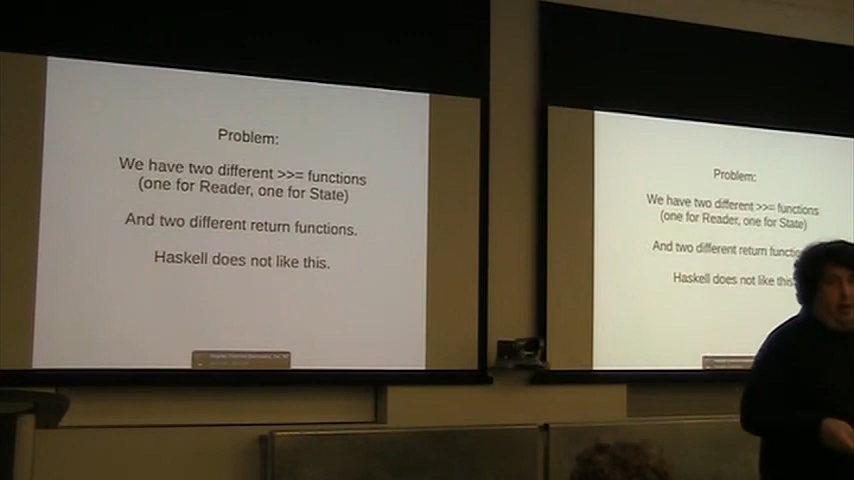 Problem:
We have two different >>= functions
(one for Reader, one for State)
And two different return functions.
Haskell does not like this.
Problem:
We have two different >>= functions
(one for Reader, one for State)
And two different return
Haskell does not like this